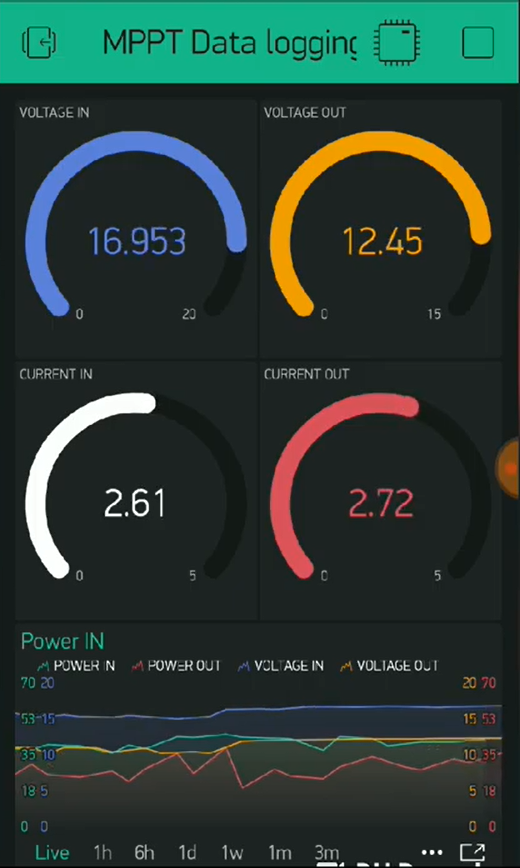 MPPT Data logging
VOLTAGE IN
VOLTAGE OUT
16.953
12.45
0
20
0
15
CURRENT IN
CURRENT OUT
2.61
2.72
0
5
0
5
Power IN
POWER IN
POWER OUT
VOLTAGE IN
VOLTAGE OUT
70 20
20 70
53 15
15 53
35 10
10 35
18 5
5 18
0 0
0 0
Live 1h 6h 1d 1w 1m 3m